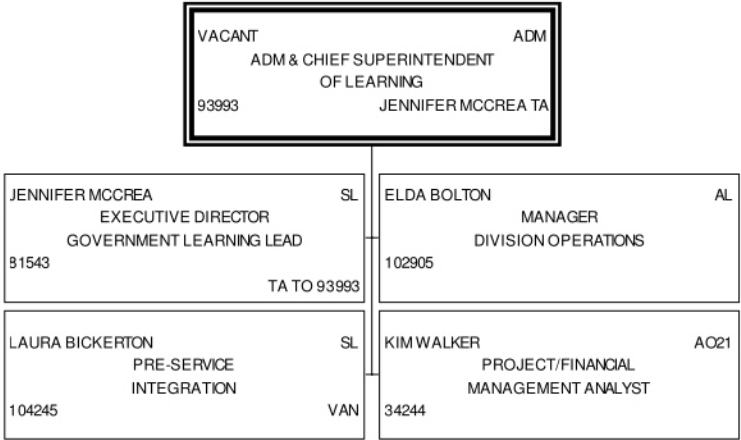 VACANT ADM
ADM & CHIEF SUPERINTENDENT
OF LEARNING
93993 JENNIFER MCCREA TA
JENNIFER MCCREA SL
EXECUTIVE DIRECTOR
GOVERNMENT LEARNING LEAD
81543
TA TO 93993
ELDA BOLTON AL
MANAGER
DIVISION OPERATIONS
102905
LAURA BICKERTON SL
PRE-SERVICE
INTEGRATION
104245 VAN
KIM WALKER AO21
PROJECT/FINANCIAL
MANAGEMENT ANALYST
34244